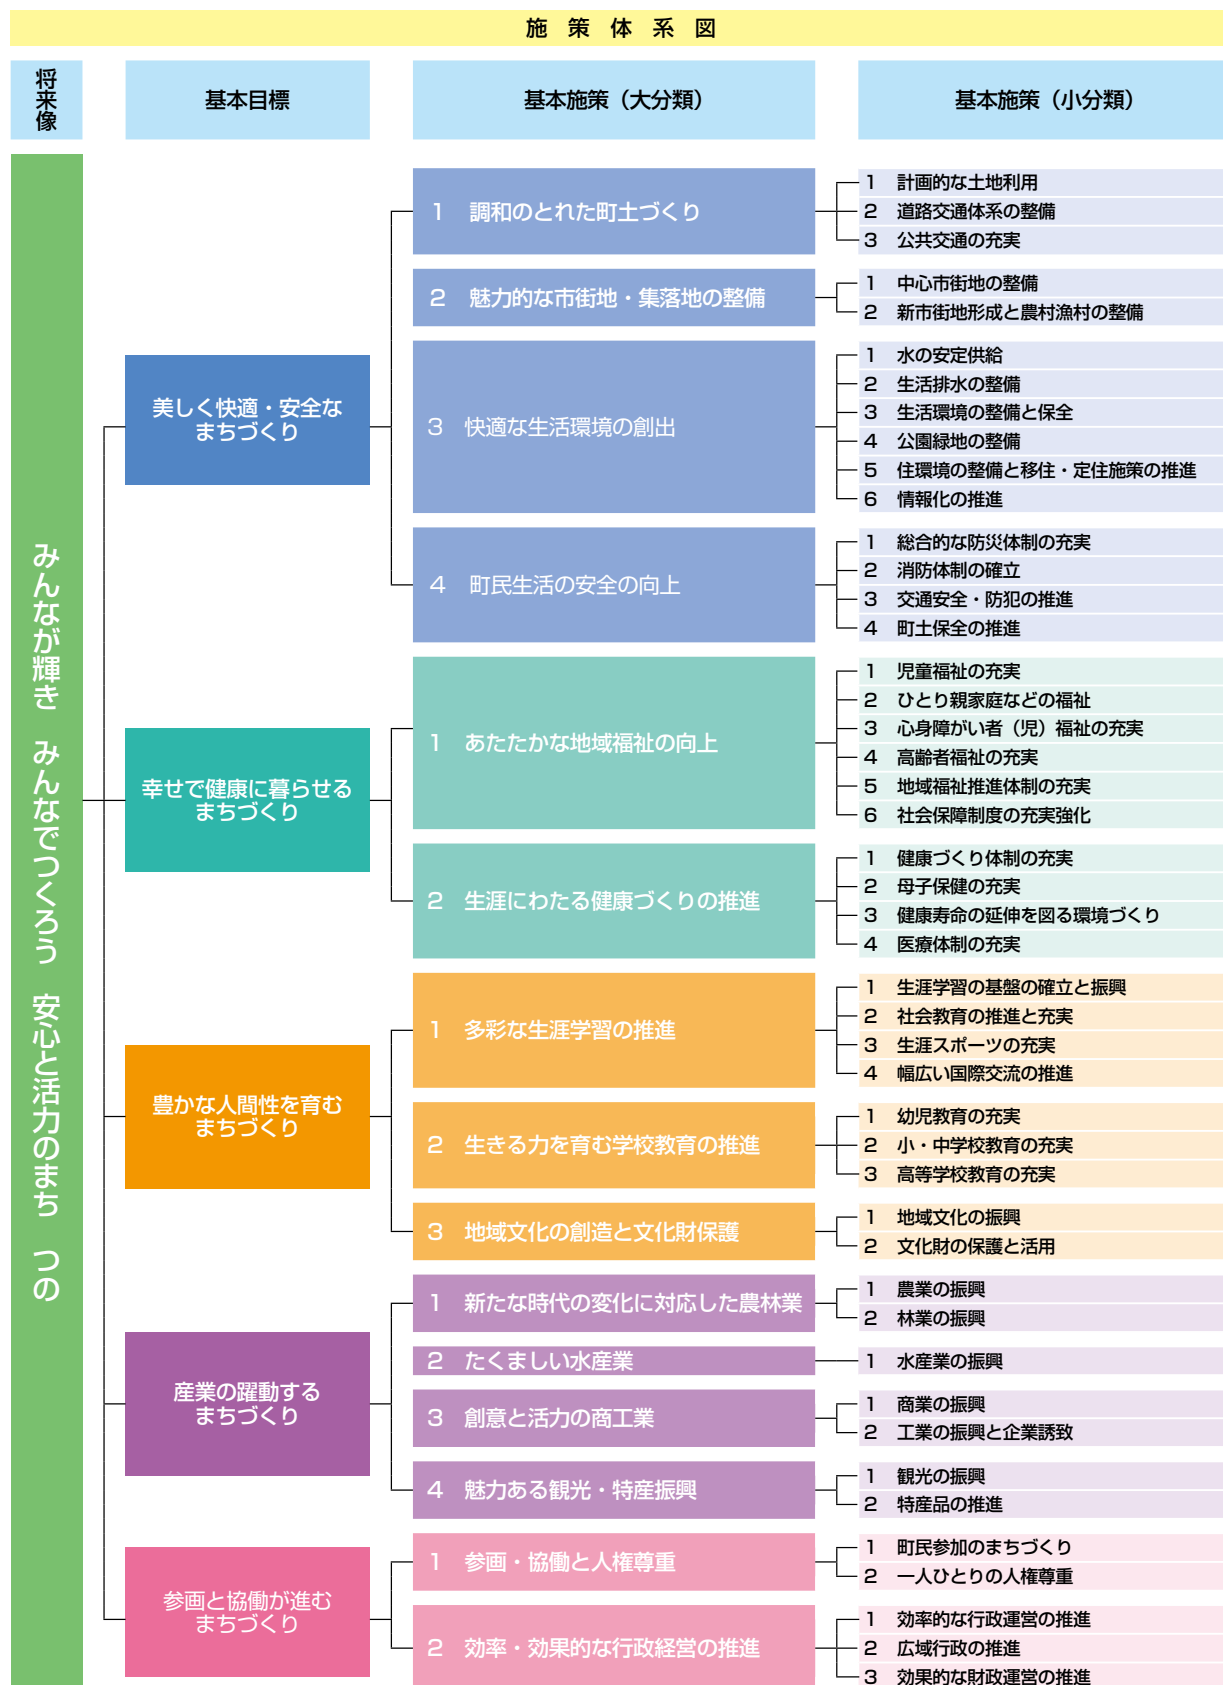 施策体系図
将来像
基本目標
基本施策（大分類）
基本施策（小分類）
みんなが輝き　みんなでつくろう　安心と活力のまち　つの
美しく快適・安全な
まちづくり
1　調和のとれた町土づくり
1　計画的な土地利用
2　道路交通体系の整備
3　公共交通の充実
2　魅力的な市街地・集落地の整備
1　中心市街地の整備
2　新市街地形成と農村漁村の整備
3　快適な生活環境の創出
1　水の安定供給
2　生活排水の整備
3　生活環境の整備と保全
4　公園緑地の整備
5　住環境の整備と移住・定住施策の推進
6　情報化の推進
4　町民生活の安全の向上
1　総合的な防災体制の充実
2　消防体制の確立
3　交通安全・防犯の推進
4　町土保全の推進
幸せで健康に暮らせる
まちづくり
1　あたたかな地域福祉の向上
1　児童福祉の充実
2　ひとり親家庭などの福祉
3　心身障がい者（児）福祉の充実
4　高齢者福祉の充実
5　地域福祉推進体制の充実
6　社会保障制度の充実強化
2　生涯にわたる健康づくりの推進
1　健康づくり体制の充実
2　母子保健の充実
3　健康寿命の延伸を図る環境づくり
4　医療体制の充実
豊かな人間性を育む
まちづくり
1　多彩な生涯学習の推進
1　生涯学習の基盤の確立と振興
2　社会教育の推進と充実
3　生涯スポーツの充実
4　幅広い国際交流の推進
2　生きる力を育む学校教育の推進
1　幼児教育の充実
2　小・中学校教育の充実
3　高等学校教育の充実
3　地域文化の創造と文化財保護
1　地域文化の振興
2　文化財の保護と活用
産業の躍動する
まちづくり
1　新たな時代の変化に対応した農林業
1　農業の振興
2　林業の振興
2　たくましい水産業
1　水産業の振興
3　創意と活力の商工業
1　商業の振興
2　工業の振興と企業誘致
4　魅力ある観光・特産振興
1　観光の振興
2　特産品の推進
参画と協働が進む
まちづくり
1　参画・協働と人権尊重
1　町民参加のまちづくり
2　一人ひとりの人権尊重
2　効率・効果的な行政経営の推進
1　効率的な行政運営の推進
2　広域行政の推進
3　効果的な財政運営の推進